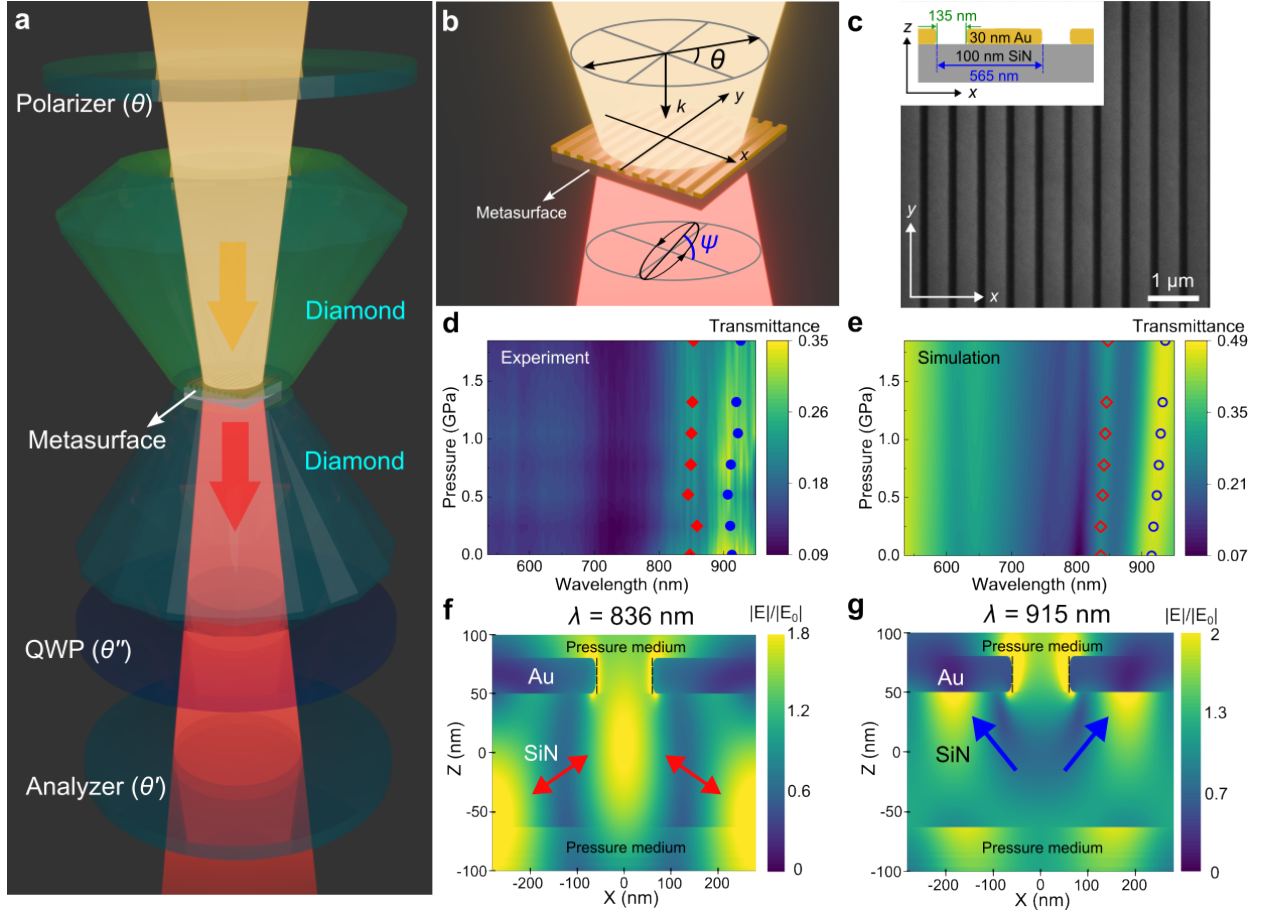 a
Polarizer (θ)
Diamond
Metasurface
Diamond
QWP (θ″)
Analyzer (θ′)
b
θ
k
y
x
Metasurface
ψ
c
135 nm
z
30 nm Au
100 nm SiN
565 nm
x
y
x
1 μm
d
Transmittance
Experiment
0.35
0.26
0.18
0.09
Pressure (GPa)
1.5
1.0
0.5
0.0
600 700 800 900
Wavelength (nm)
e
Transmittance
Simulation
0.49
0.35
0.21
0.07
Pressure (GPa)
1.5
1.0
0.5
0.0
600 700 800 900
Wavelength (nm)
f
λ = 836 nm
|E|/|E₀|
Pressure medium
Au
SiN
Pressure medium
1.8
1.2
0.6
0
Z (nm)
100
50
0
-50
-100
-200 -100 0 100 200
X (nm)
g
λ = 915 nm
|E|/|E₀|
Pressure medium
Au
SiN
Pressure medium
2
1.3
0.7
0
Z (nm)
100
50
0
-50
-100
-200 -100 0 100 200
X (nm)